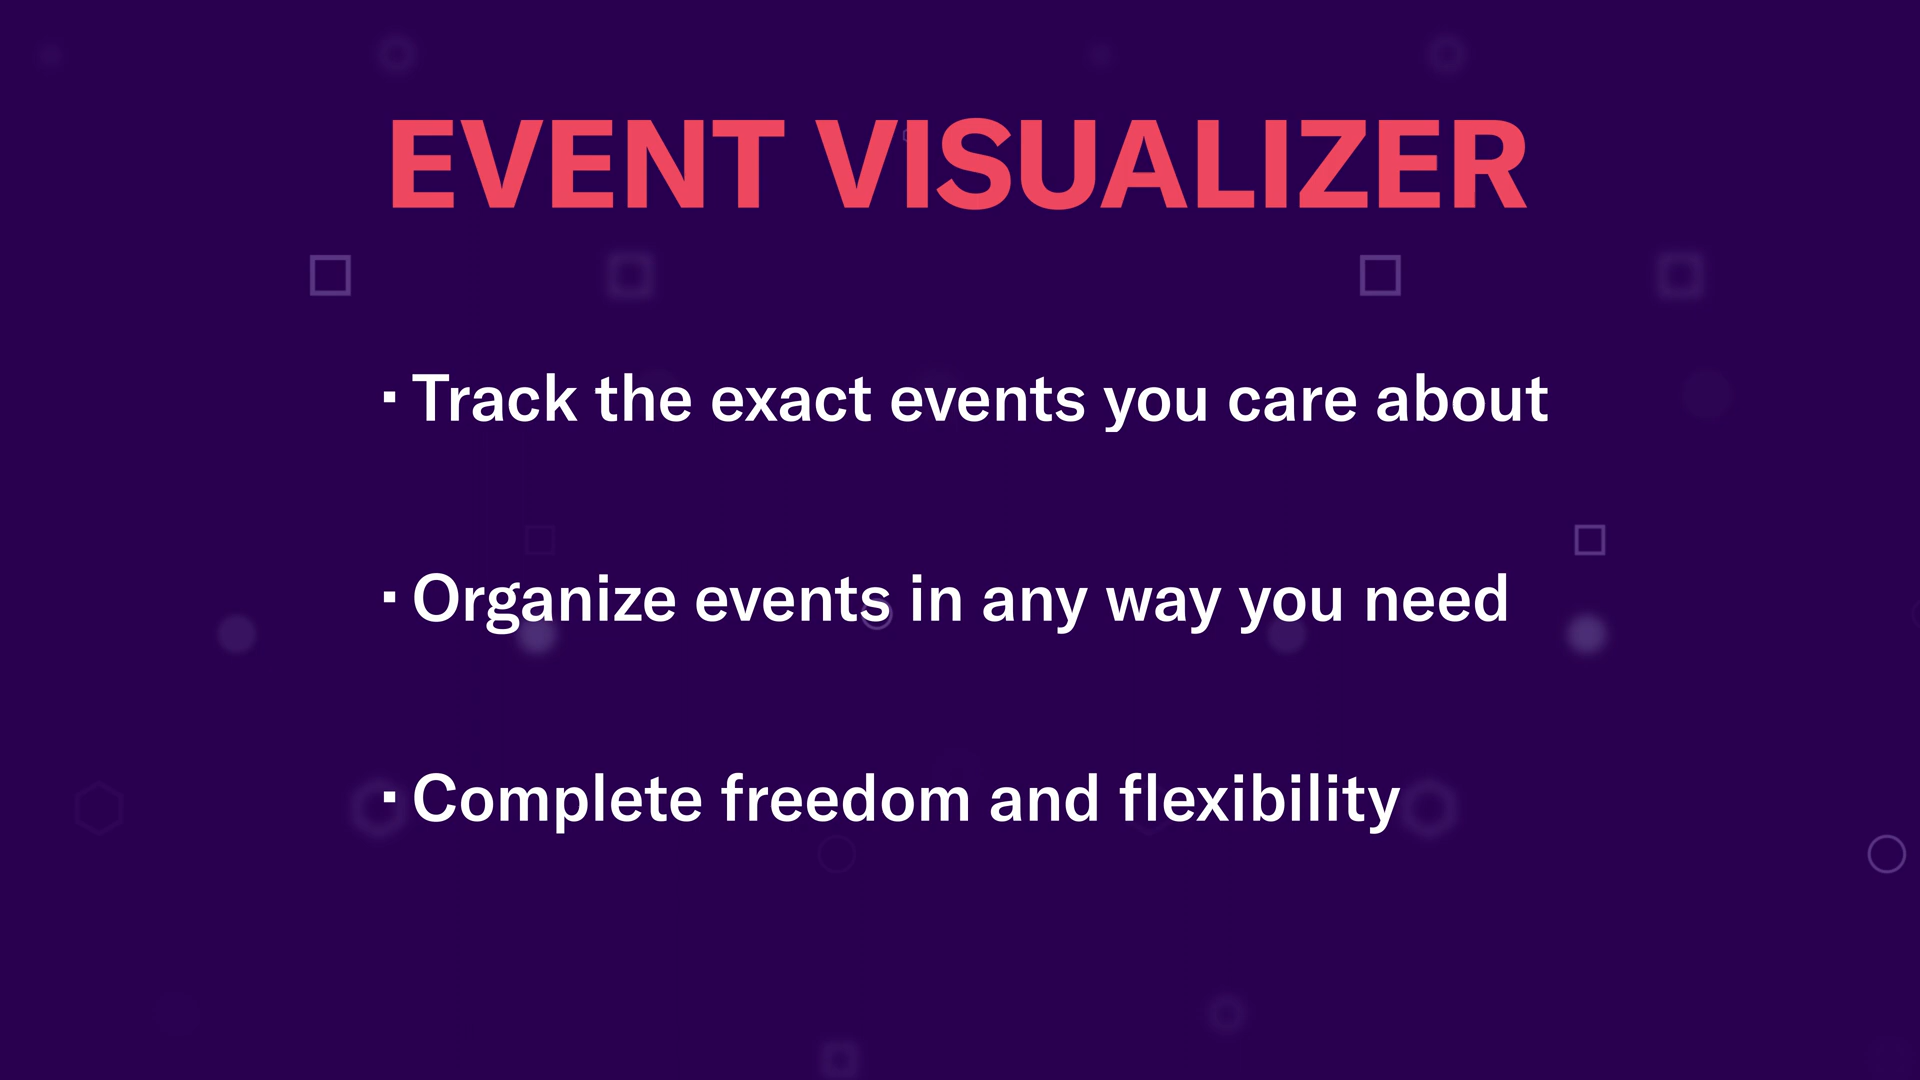 EVENT VISUALIZER
▪ Track the exact events you care about
▪ Organize events in any way you need
▪ Complete freedom and flexibility